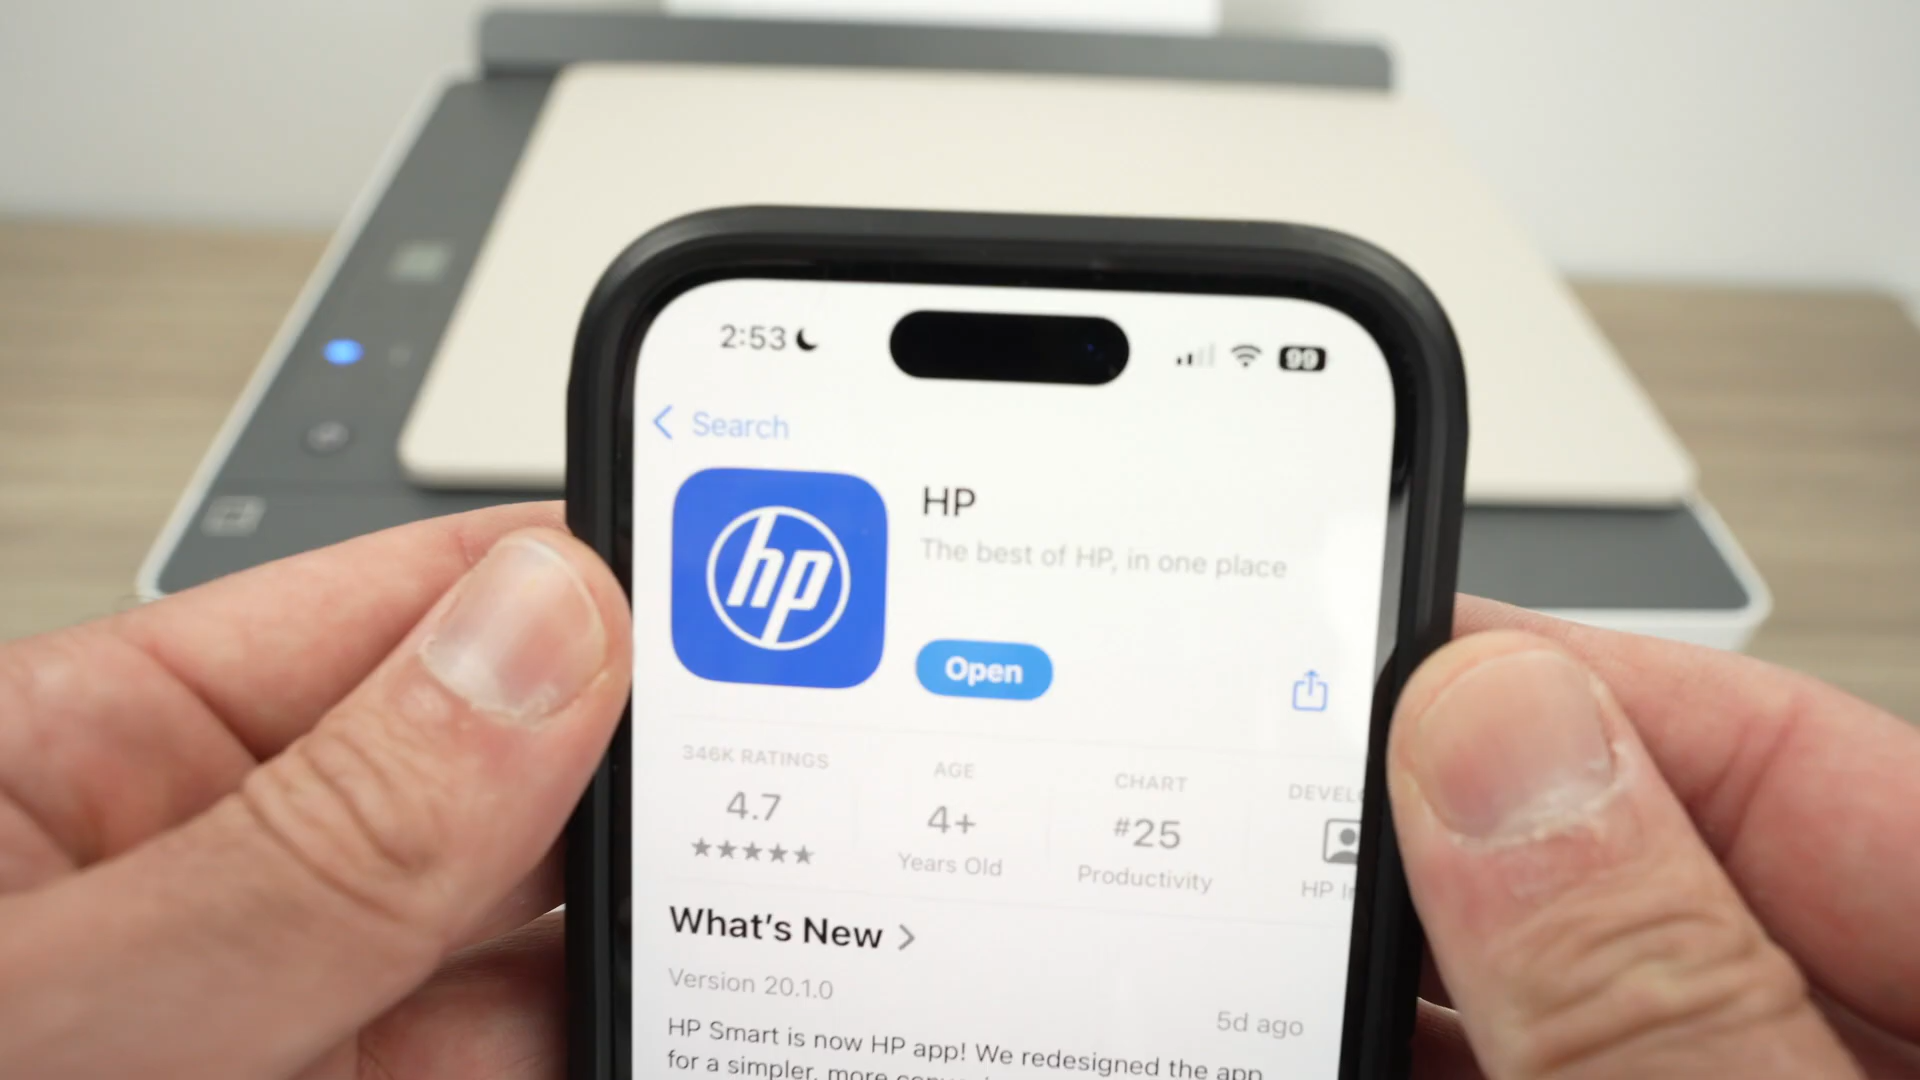 2:53
99
Search
hp
HP
The best of HP, in one place
Open
346K RATINGS
4.7
AGE
4+
Years Old
CHART
#25
Productivity
HP
What's New
Version 20.1.0
5d ago
HP Smart is now HP app! We redesigned the app
for a simpler, more